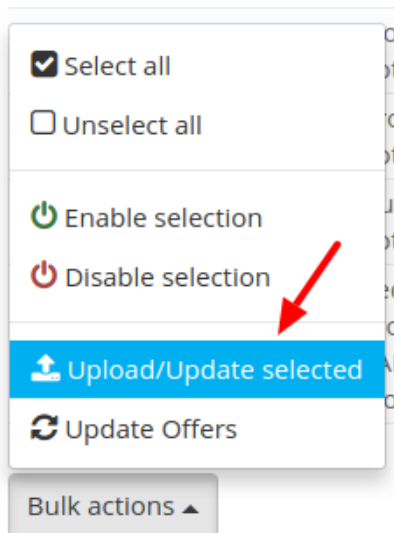 Select all
Unselect all
Enable selection
Disable selection
Upload/Update selected
Update Offers
Bulk actions